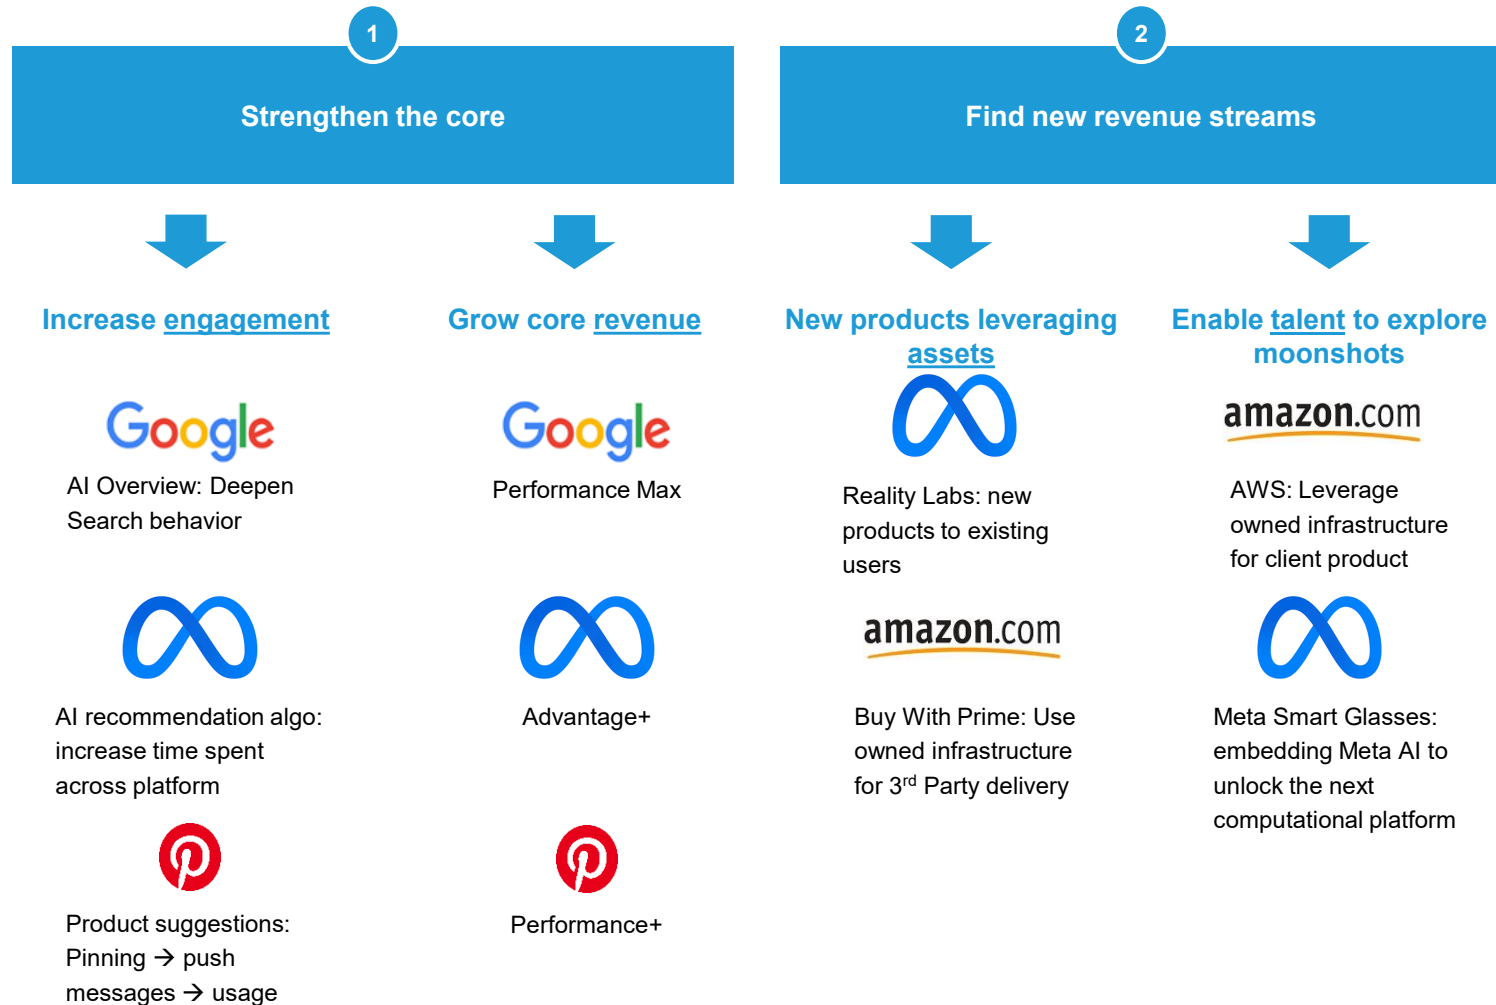 1
Strengthen the core
Increase engagement
Google
AI Overview: Deepen
Search behavior
AI recommendation algo:
increase time spent
across platform
Product suggestions:
Pinning → push
messages → usage
Grow core revenue
Google
Performance Max
Advantage+
Performance+
2
Find new revenue streams
New products leveraging
assets
Reality Labs: new
products to existing
users
amazon.com
Buy With Prime: Use
owned infrastructure
for 3rd Party delivery
Enable talent to explore
moonshots
amazon.com
AWS: Leverage
owned infrastructure
for client product
Meta Smart Glasses:
embedding Meta AI to
unlock the next
computational platform